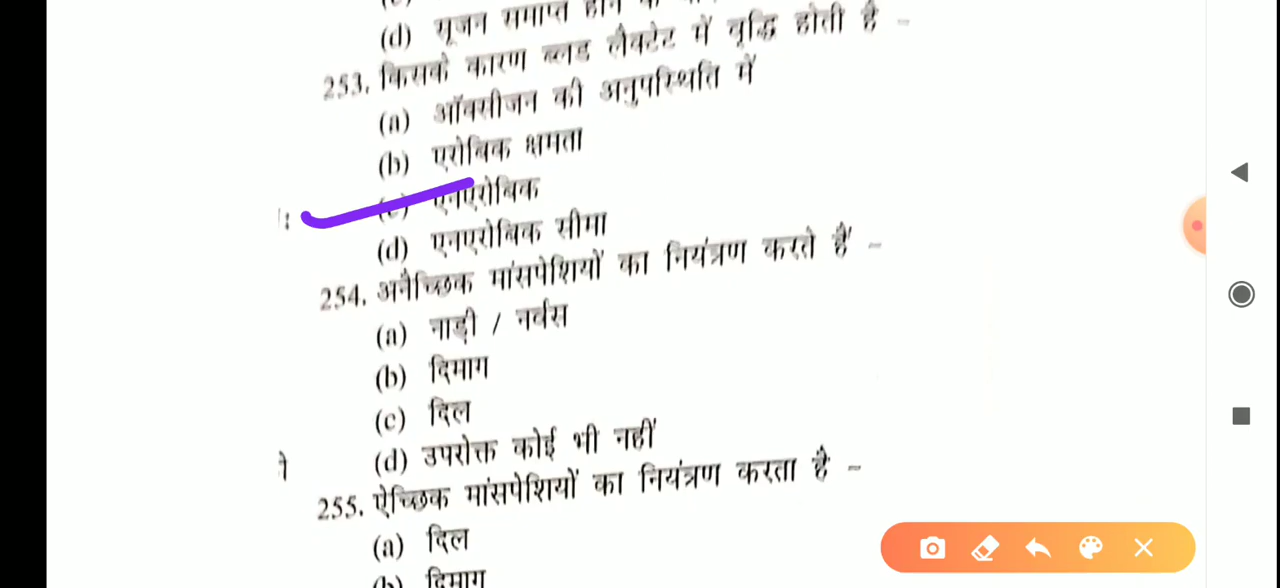 (d) सूजन समाप्त होने
253. किसके कारण ब्लड लैक्टेट में वृद्धि होती है -
(a) ऑक्सीजन की अनुपस्थिति में
(b) एरोबिक क्षमता
(c) एनएरोबिक
(d) एनएरोबिक सीमा
254. अनैच्छिक मांसपेशियों का नियंत्रण करते हैं -
(a) नाड़ी / नर्वस
(b) दिमाग
(c) दिल
(d) उपरोक्त कोई भी नहीं
ने
255. ऐच्छिक मांसपेशियों का नियंत्रण करता है -
(a) दिल
(b) दिमाग